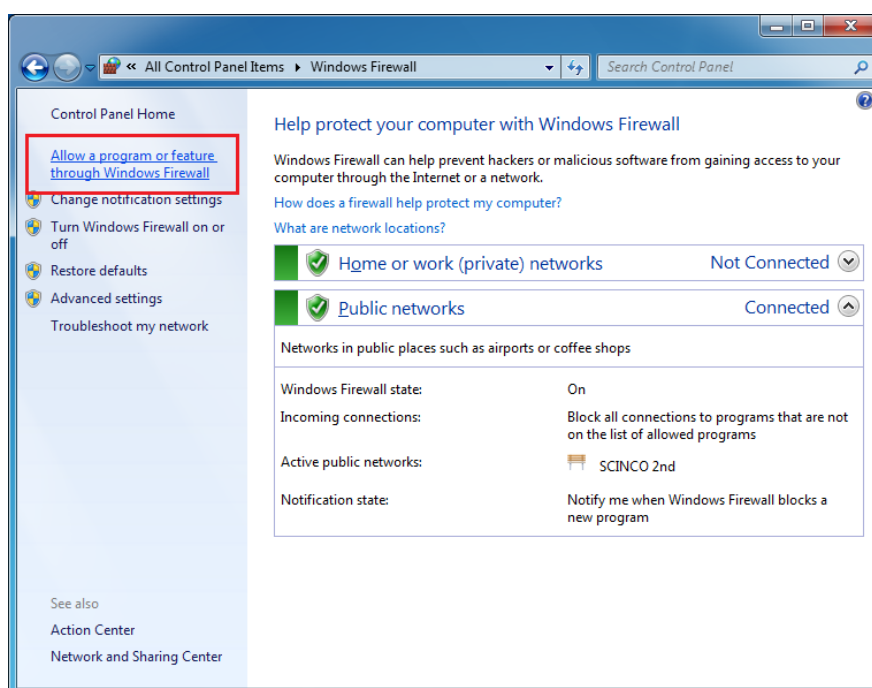 « All Control Panel Items ▸ Windows Firewall
Search Control Panel
Control Panel Home
Allow a program or feature
through Windows Firewall
Change notification settings
Turn Windows Firewall on or
off
Restore defaults
Advanced settings
Troubleshoot my network
See also
Action Center
Network and Sharing Center
Help protect your computer with Windows Firewall
Windows Firewall can help prevent hackers or malicious software from gaining access to your
computer through the Internet or a network.
How does a firewall help protect my computer?
What are network locations?
Home or work (private) networks Not Connected
Public networks Connected
Networks in public places such as airports or coffee shops
Windows Firewall state: On
Incoming connections: Block all connections to programs that are not
on the list of allowed programs
Active public networks: SCINCO 2nd
Notification state: Notify me when Windows Firewall blocks a
new program